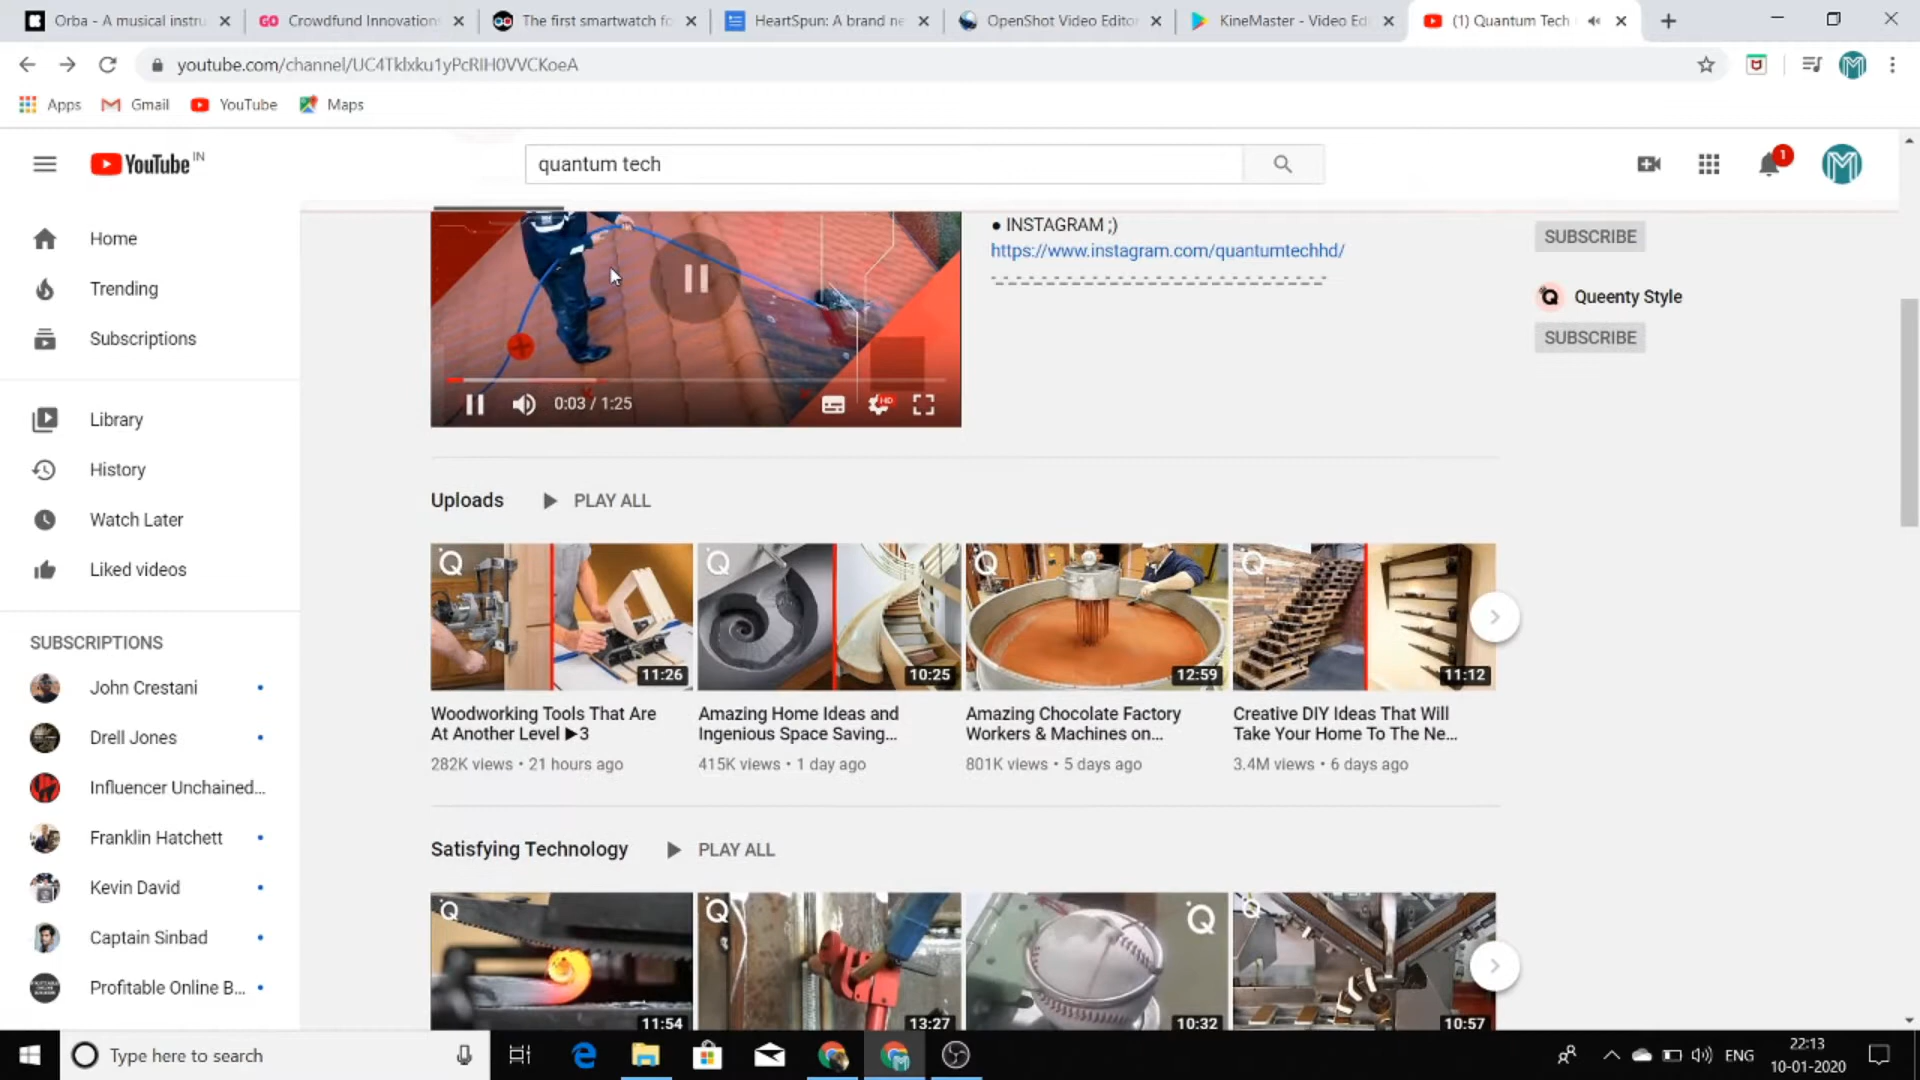 Orba - A musical instru
Crowdfund Innovations
The first smartwatch fo
HeartSpun: A brand ne
OpenShot Video Editor
KineMaster - Video Edi
(1) Quantum Tech
youtube.com/channel/UC4Tklxku1yPcRIH0VVCKoeA
Apps
Gmail
YouTube
Maps
YouTube IN
quantum tech
1
Home
Trending
Subscriptions
Library
History
Watch Later
Liked videos
SUBSCRIPTIONS
John Crestani
Drell Jones
Influencer Unchained...
Franklin Hatchett
Kevin David
Captain Sinbad
Profitable Online B...
0:03 / 1:25
HD
● INSTAGRAM ;)
https://www.instagram.com/quantumtechhd/
SUBSCRIBE
Queenty Style
SUBSCRIBE
Uploads
PLAY ALL
11:26
10:25
12:59
11:12
Woodworking Tools That Are
At Another Level ▶3
282K views • 21 hours ago
Amazing Home Ideas and
Ingenious Space Saving...
415K views • 1 day ago
Amazing Chocolate Factory
Workers & Machines on...
801K views • 5 days ago
Creative DIY Ideas That Will
Take Your Home To The Ne...
3.4M views • 6 days ago
Satisfying Technology
PLAY ALL
11:54
13:27
10:32
10:57
Type here to search
ENG
22:13
10-01-2020